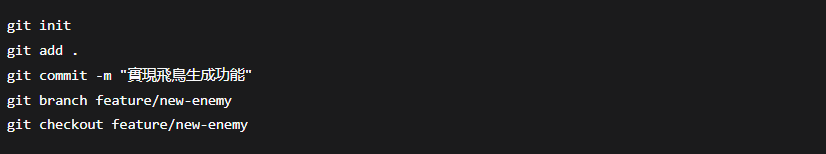 git init
git add .
git commit -m "實現飛鳥生成功能"
git branch feature/new-enemy
git checkout feature/new-enemy